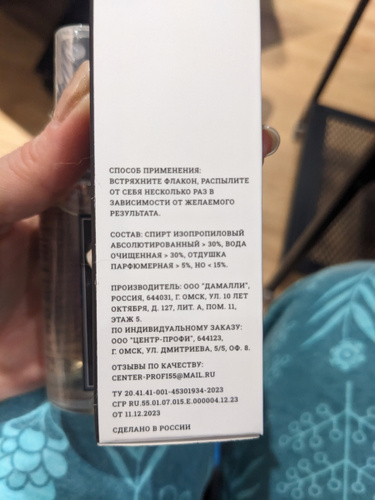 СПОСОБ ПРИМЕНЕНИЯ:
ВСТРЯХНИТЕ ФЛАКОН, РАСПЫЛИТЕ
ОТ СЕБЯ НЕСКОЛЬКО РАЗ В
ЗАВИСИМОСТИ ОТ ЖЕЛАЕМОГО
РЕЗУЛЬТАТА.
СОСТАВ: СПИРТ ИЗОПРОПИЛОВЫЙ
АБСОЛЮТИРОВАННЫЙ > 30%, ВОДА
ОЧИЩЕННАЯ > 30%, ОТДУШКА
ПАРФЮМЕРНАЯ > 5%, НО < 15%.
ПРОИЗВОДИТЕЛЬ: ООО "ДАМАЛЛИ",
РОССИЯ, 644031, Г. ОМСК, УЛ. 10 ЛЕТ
ОКТЯБРЯ, Д. 127, ЛИТ. А, ПОМ. 11,
ЭТАЖ 5.
ПО ИНДИВИДУАЛЬНОМУ ЗАКАЗУ:
ООО "ЦЕНТР-ПРОФИ", 644123,
Г. ОМСК, УЛ. ДМИТРИЕВА, 5/5, ОФ. 8.
ОТЗЫВЫ ПО КАЧЕСТВУ:
CENTER-PROFI55@MAIL.RU
ТУ 20.41.41-001-45301934-2023
СГР RU.55.01.07.015.E.000004.12.23
ОТ 11.12.2023
СДЕЛАНО В РОССИИ